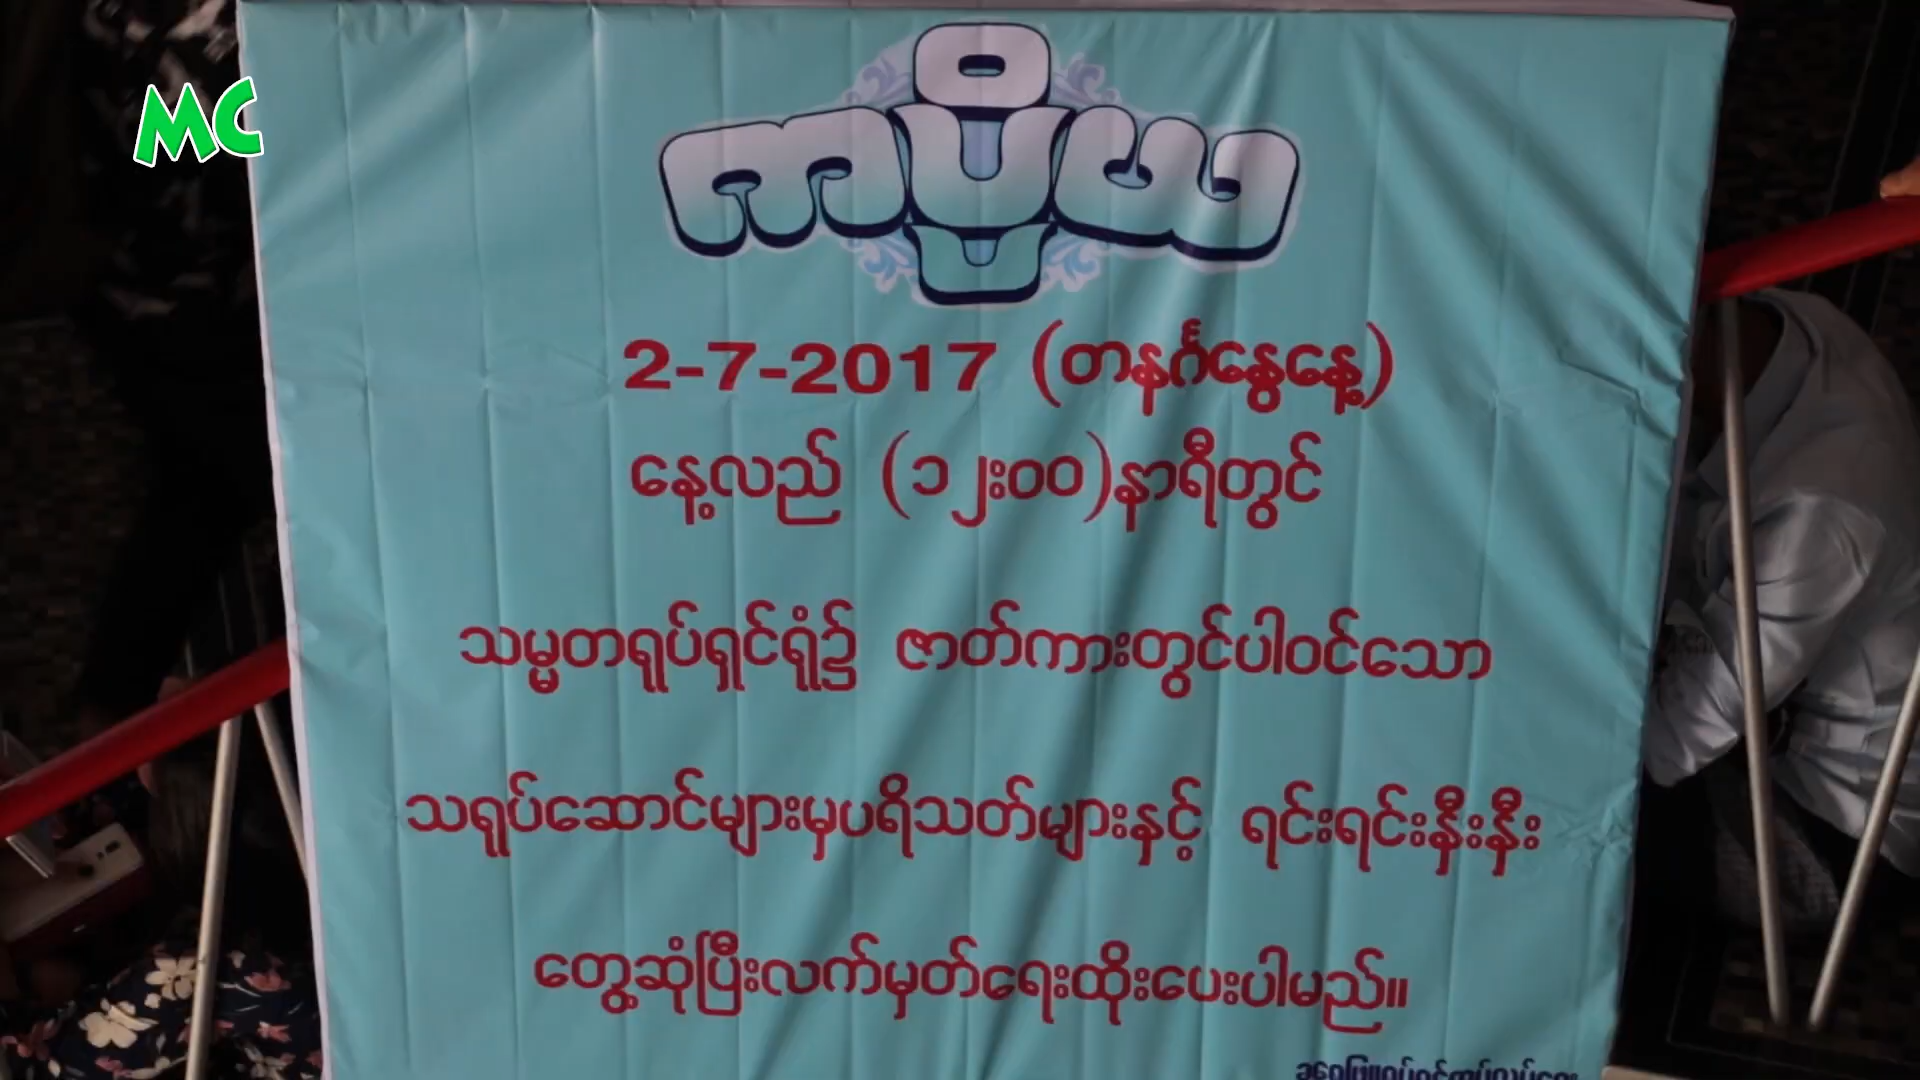 MC
ကပ္ပိယ
2-7-2017 (တနင်္ဂနွေနေ့)
နေ့လည် (၁၂း၀၀)နာရီတွင်
သမ္မတရုပ်ရှင်ရုံ၌ ဇာတ်ကားတွင်ပါဝင်သော
သရုပ်ဆောင်များမှပရိသတ်များနှင့် ရင်းရင်းနှီးနှီး
တွေ့ဆုံပြီးလက်မှတ်ရေးထိုးပေးပါမည်။